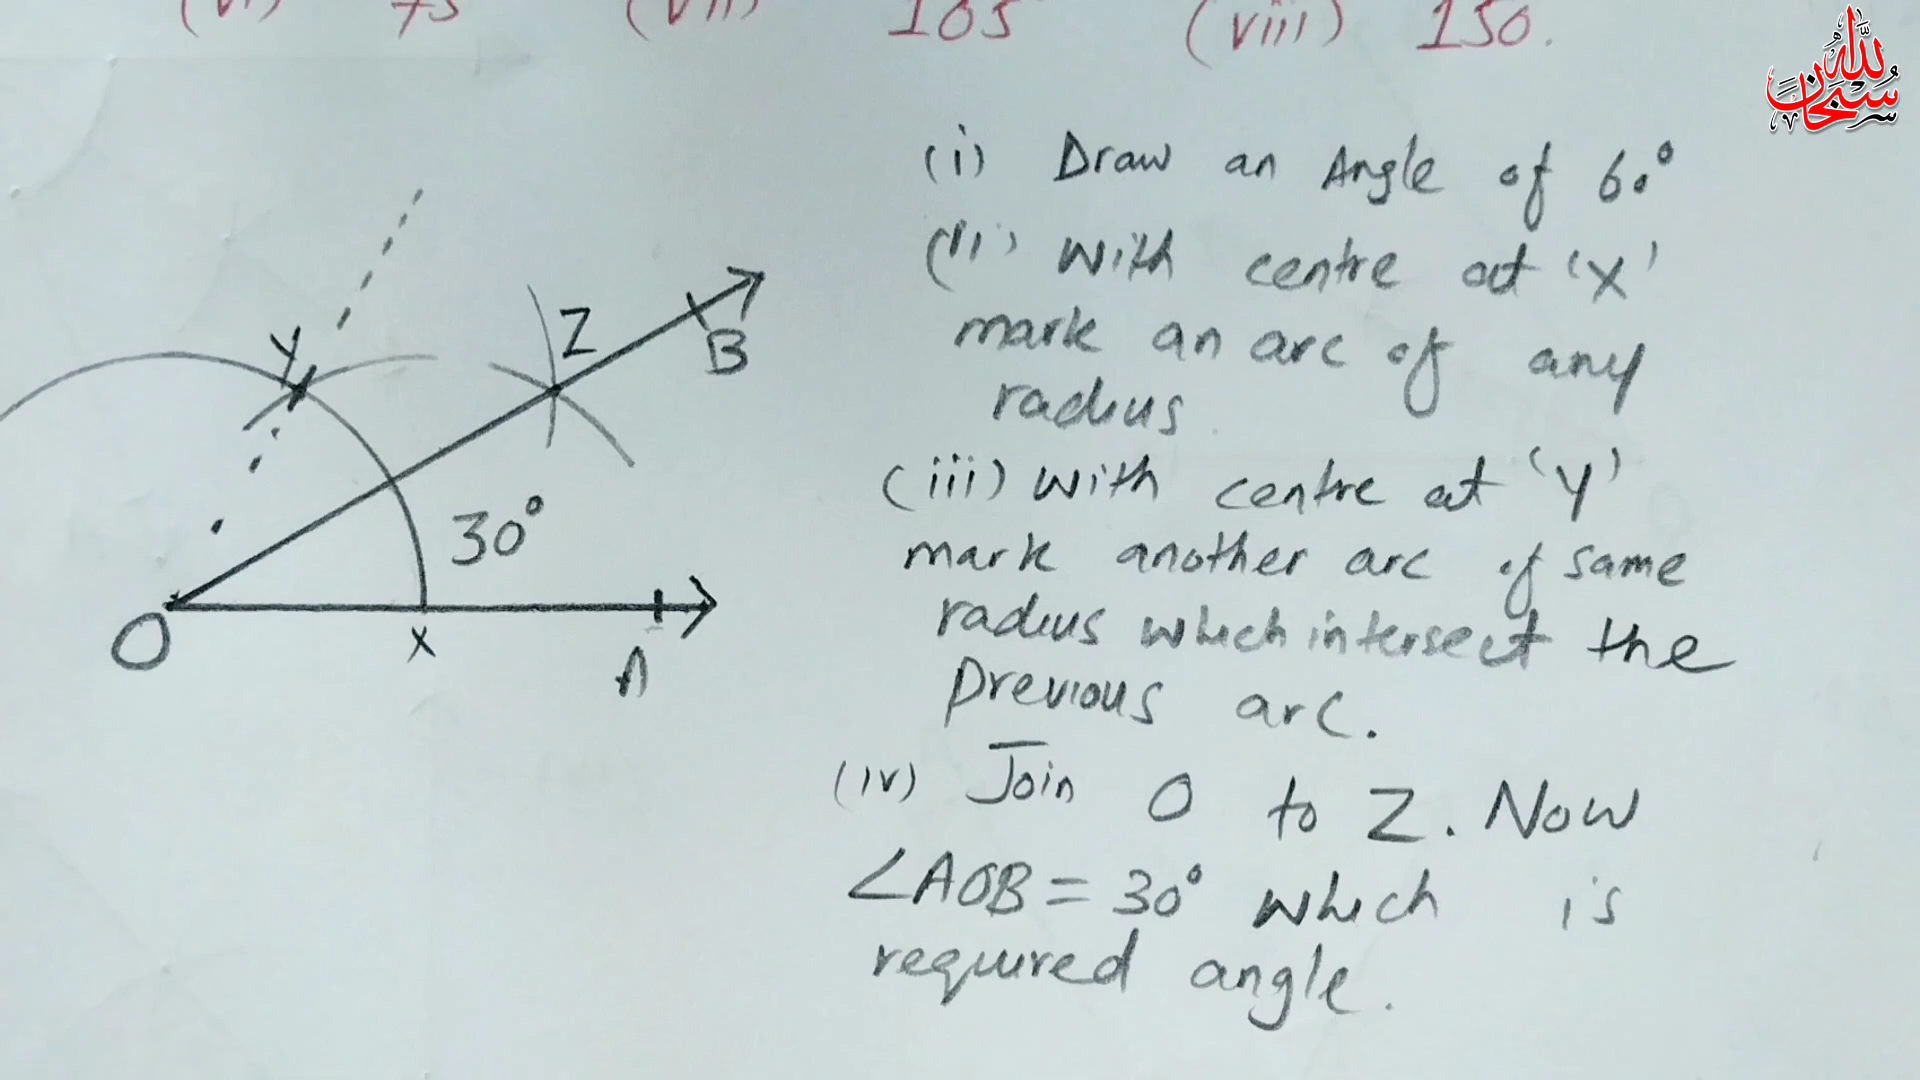 (vi) 75 (vii) 105 (viii) 150.
سُبْحَانَ اللّٰه
(i) Draw an Angle of 60°
(ii) With centre at 'X'
mark an arc of any
radius.
(iii) With centre at 'Y'
mark another arc of same
radius which intersect the
Previous arc.
(iv) Join O to Z. Now
∠AOB = 30° which is
required angle.
Y
Z
B
30°
O
X
A